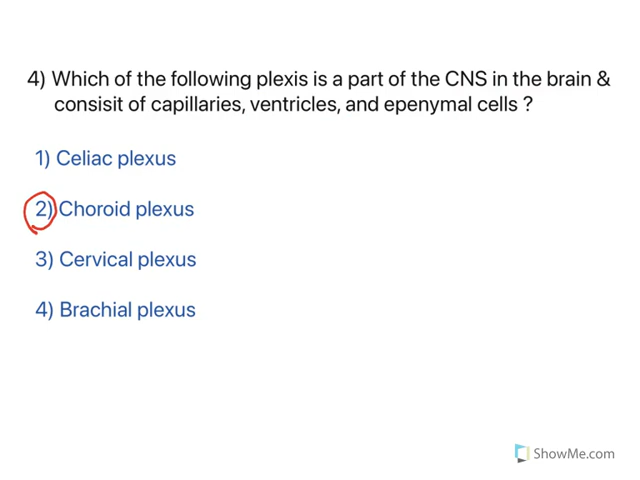 4) Which of the following plexis is a part of the CNS in the brain &
consisit of capillaries, ventricles, and epenymal cells ?
1) Celiac plexus
2) Choroid plexus
3) Cervical plexus
4) Brachial plexus
ShowMe.com